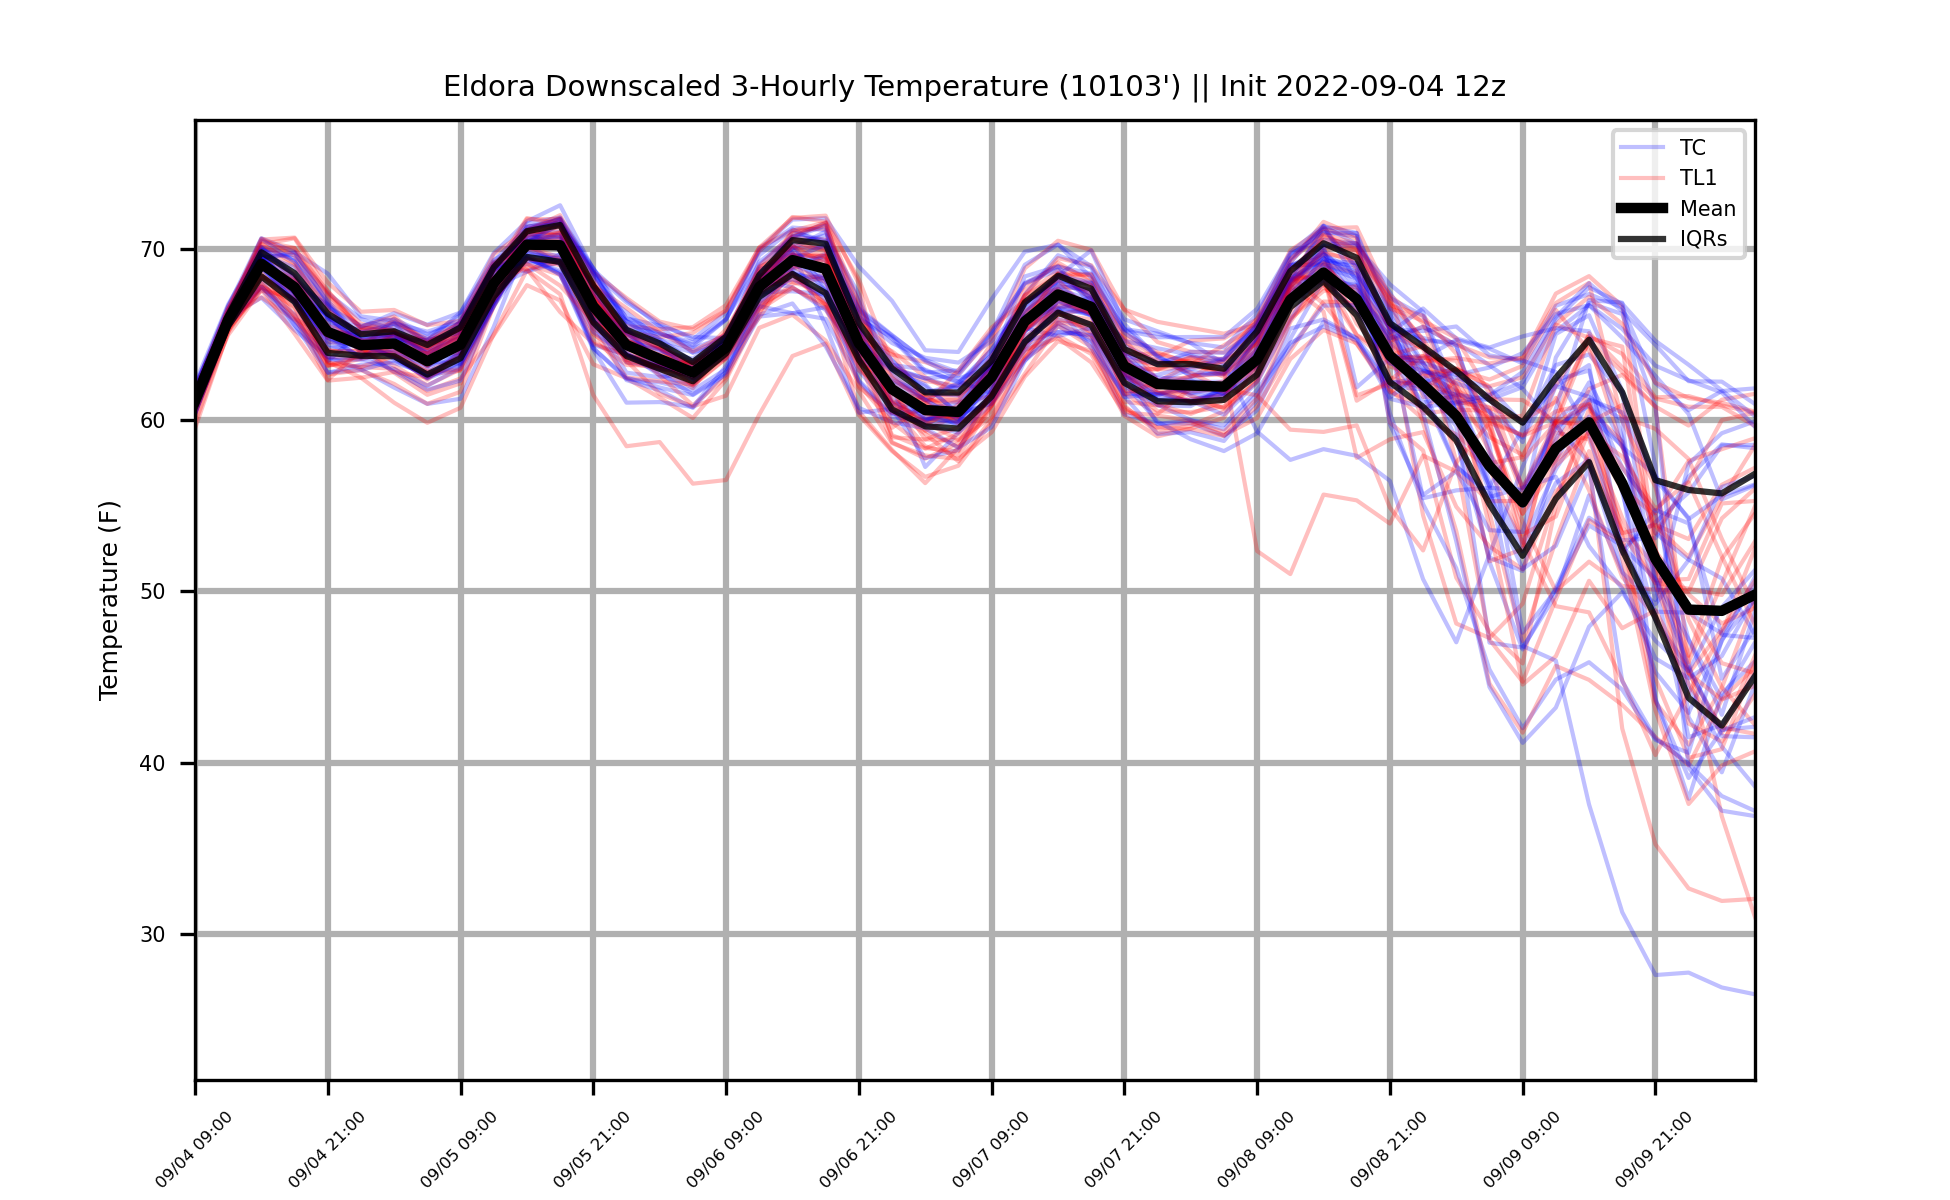 Eldora Downscaled 3-Hourly Temperature (10103') || Init 2022-09-04 12z
TC
TL1
Mean
IQRs
Temperature (F)
70
60
50
40
30
09/04 09:00
09/04 21:00
09/05 09:00
09/05 21:00
09/06 09:00
09/06 21:00
09/07 09:00
09/07 21:00
09/08 09:00
09/08 21:00
09/09 09:00
09/09 21:00